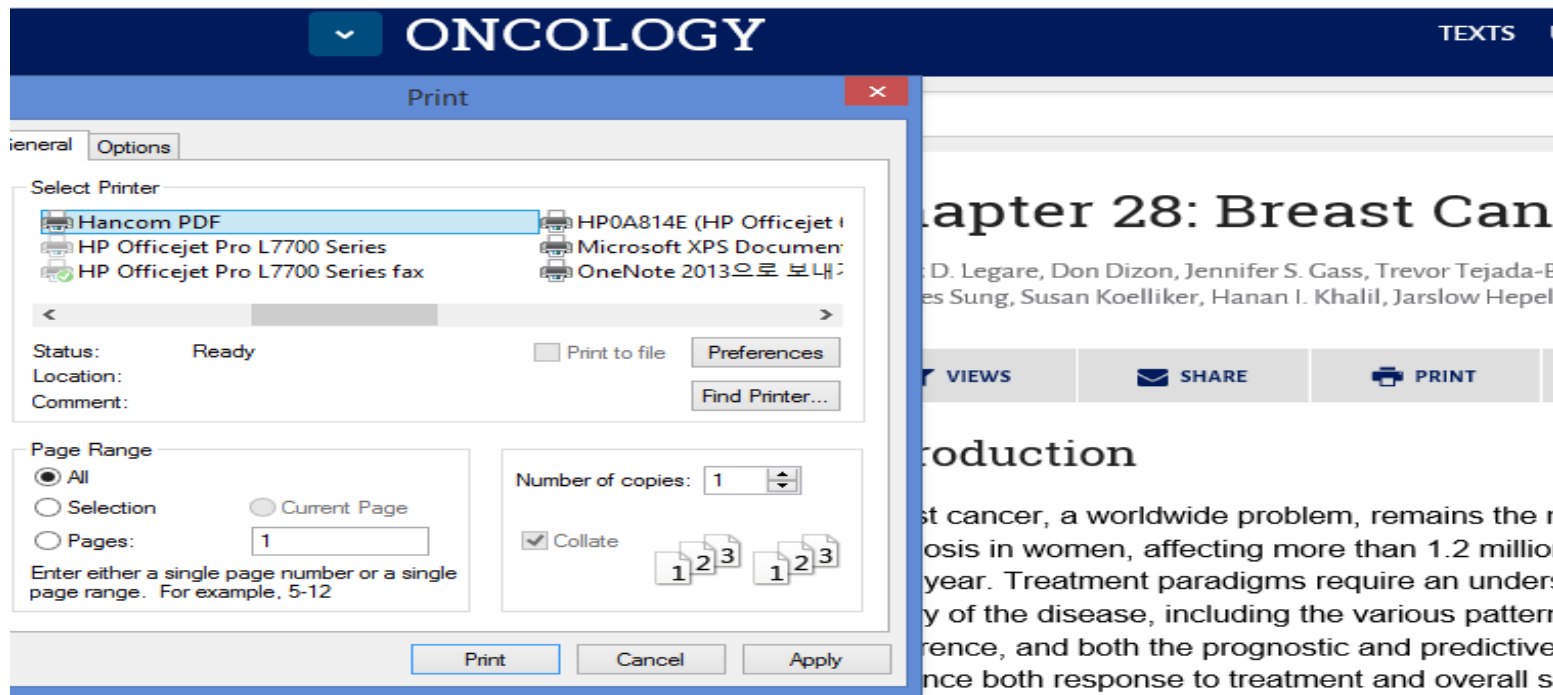 ONCOLOGY
TEXTS
Print
General Options
Select Printer
Hancom PDF
HP Officejet Pro L7700 Series
HP Officejet Pro L7700 Series fax
HP0A814E (HP Officejet
Microsoft XPS Documen
OneNote 2013으로 보내
Status: Ready
Location:
Comment:
Print to file
Preferences
Find Printer...
Page Range
All
Selection Current Page
Pages: 1
Enter either a single page number or a single
page range. For example, 5-12
Number of copies: 1
Collate
1 2 3 1 2 3
Print Cancel Apply
apter 28: Breast Can
D. Legare, Don Dizon, Jennifer S. Gass, Trevor Tejada-
es Sung, Susan Koelliker, Hanan I. Khalil, Jarslow Hepel
VIEWS SHARE PRINT
roduction
st cancer, a worldwide problem, remains the
osis in women, affecting more than 1.2 millio
year. Treatment paradigms require an under
y of the disease, including the various patter
rence, and both the prognostic and predictive
nce both response to treatment and overall s